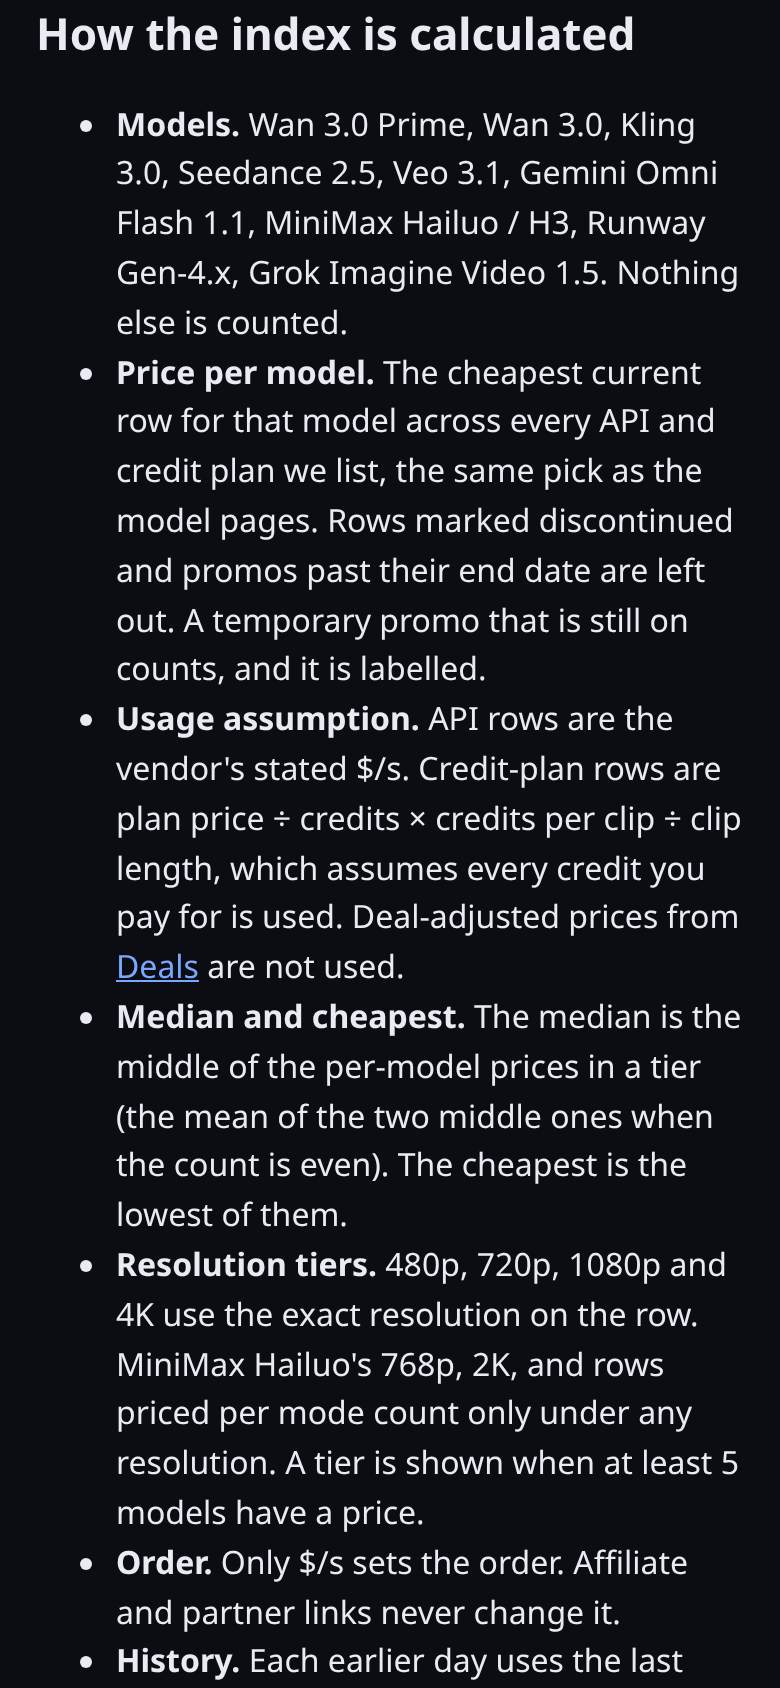 How the index is calculated
• Models. Wan 3.0 Prime, Wan 3.0, Kling
3.0, Seedance 2.5, Veo 3.1, Gemini Omni
Flash 1.1, MiniMax Hailuo / H3, Runway
Gen-4.x, Grok Imagine Video 1.5. Nothing
else is counted.
• Price per model. The cheapest current
row for that model across every API and
credit plan we list, the same pick as the
model pages. Rows marked discontinued
and promos past their end date are left
out. A temporary promo that is still on
counts, and it is labelled.
• Usage assumption. API rows are the
vendor's stated $/s. Credit-plan rows are
plan price ÷ credits × credits per clip ÷ clip
length, which assumes every credit you
pay for is used. Deal-adjusted prices from
Deals are not used.
• Median and cheapest. The median is the
middle of the per-model prices in a tier
(the mean of the two middle ones when
the count is even). The cheapest is the
lowest of them.
• Resolution tiers. 480p, 720p, 1080p and
4K use the exact resolution on the row.
MiniMax Hailuo's 768p, 2K, and rows
priced per mode count only under any
resolution. A tier is shown when at least 5
models have a price.
• Order. Only $/s sets the order. Affiliate
and partner links never change it.
• History. Each earlier day uses the last